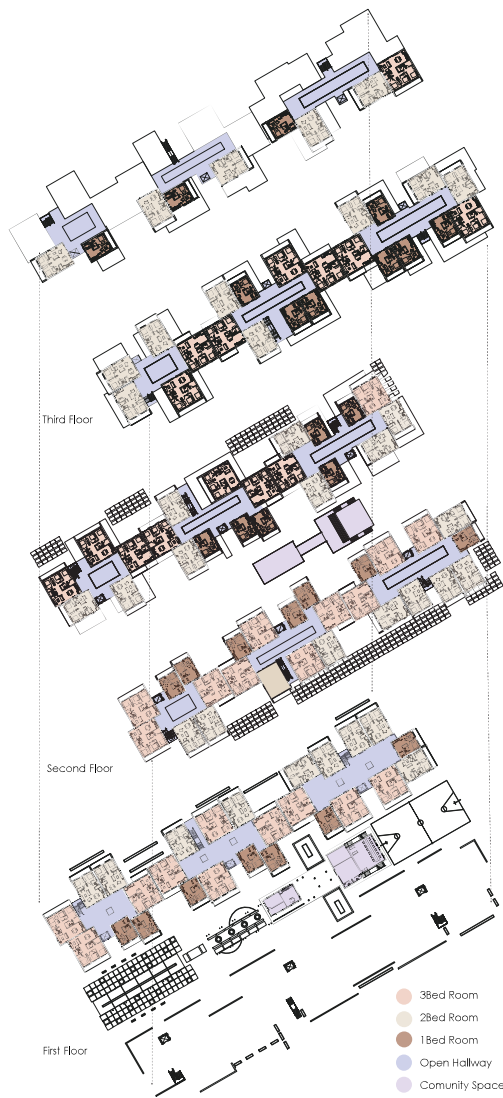 Third Floor
Second Floor
First Floor
3Bed Room
2Bed Room
1Bed Room
Open Hallway
Comunity Space